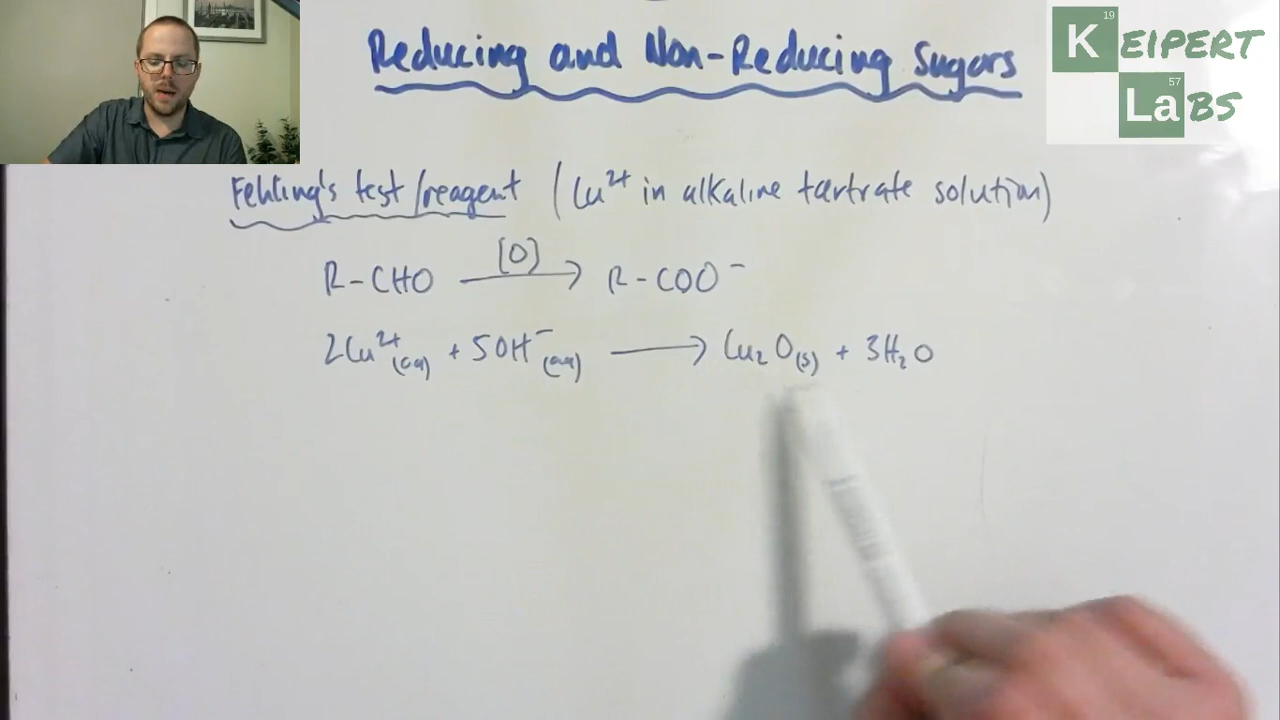 Reducing and Non-Reducing Sugars
19
K EIPERT
57
La BS
Fehling's test/reagent (Cu²⁺ in alkaline tartrate solution)
R-CHO [O] → R-COO⁻
2Cu²⁺(aq) + 5OH⁻(aq) → Cu₂O(s) + 3H₂O